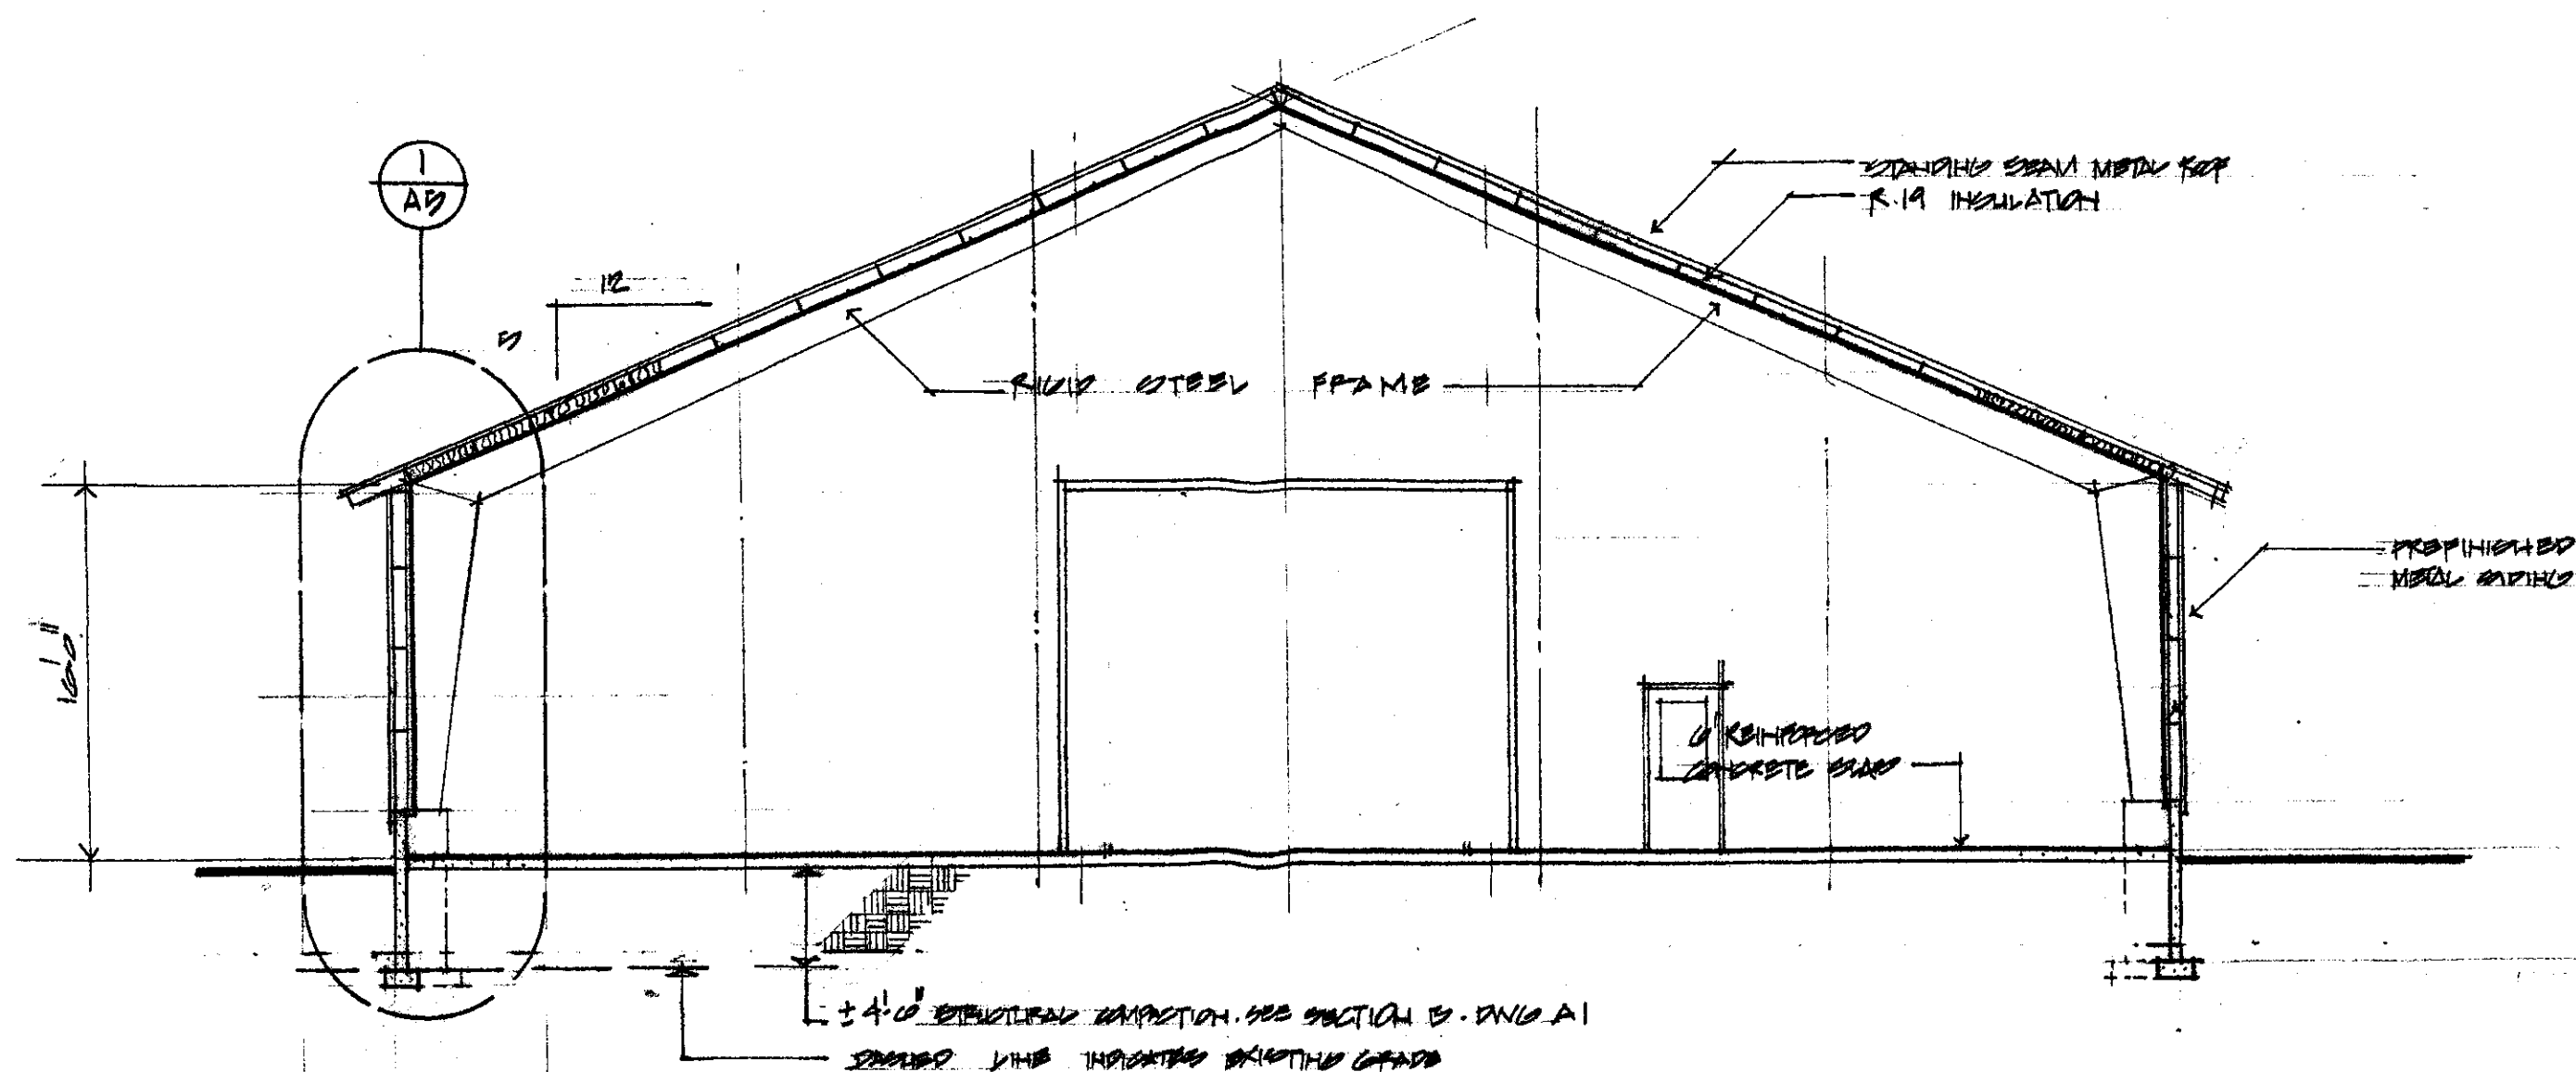 1
A5
STANDING SEAM METAL ROOF
R.19 INSULATION
12
5
RIGID STEEL FRAME
PREFINISHED
METAL SIDING
16'-0"
6" REINFORCED
CONCRETE SLAB
± 4'-0" STRUCTURAL COMPACTION. SEE SECTION B. DWG A1
DASHED LINE INDICATES EXISTING GRADE